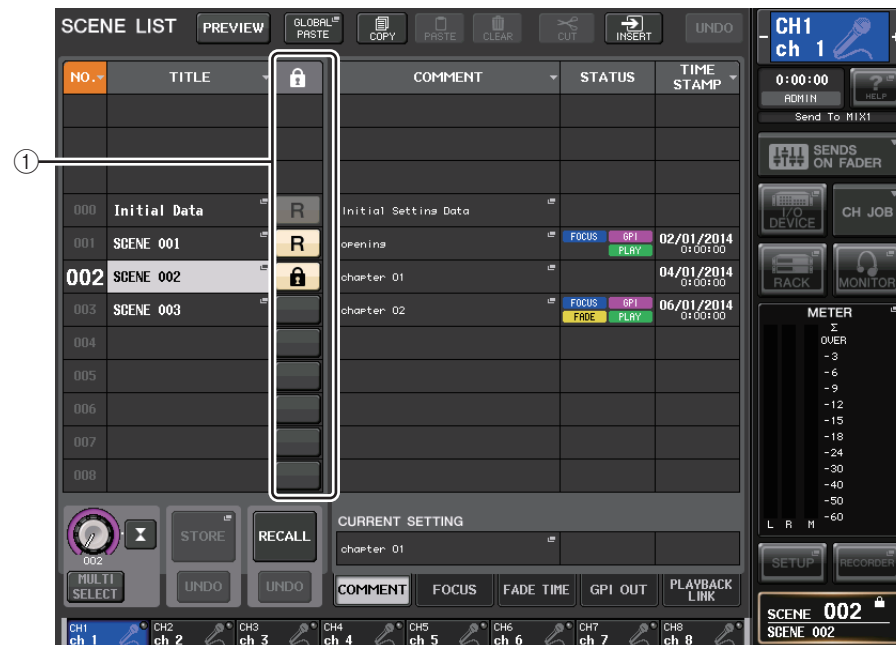 SCENE LIST PREVIEW GLOBAL PASTE COPY PASTE CLEAR CUT INSERT UNDO
CH1
ch 1
NO. TITLE COMMENT STATUS TIME STAMP
0:00:00
ADMIN
? HELP
Send To MIX1
①
SENDS ON FADER
000 Initial Data R Initial Setting Data
I/O DEVICE CH JOB
001 SCENE 001 R opening FOCUS GPI PLAY 02/01/2014 0:00:00
002 SCENE 002 chapter 01 04/01/2014 0:00:00
RACK MONITOR
003 SCENE 003 chapter 02 FOCUS GPI FADE PLAY 06/01/2014 0:00:00
METER
004
Σ
OVER
-3
005
-6
-9
006
-12
-15
007
-18
-24
008
-30
-40
-50
-60
L R M
002
MULTI SELECT
STORE
UNDO
RECALL
UNDO
CURRENT SETTING
chapter 01
COMMENT FOCUS FADE TIME GPI OUT PLAYBACK LINK
SETUP RECORDER
SCENE 002
SCENE 002
CH1 CH2 CH3 CH4 CH5 CH6 CH7 CH8
ch 1 ch 2 ch 3 ch 4 ch 5 ch 6 ch 7 ch 8